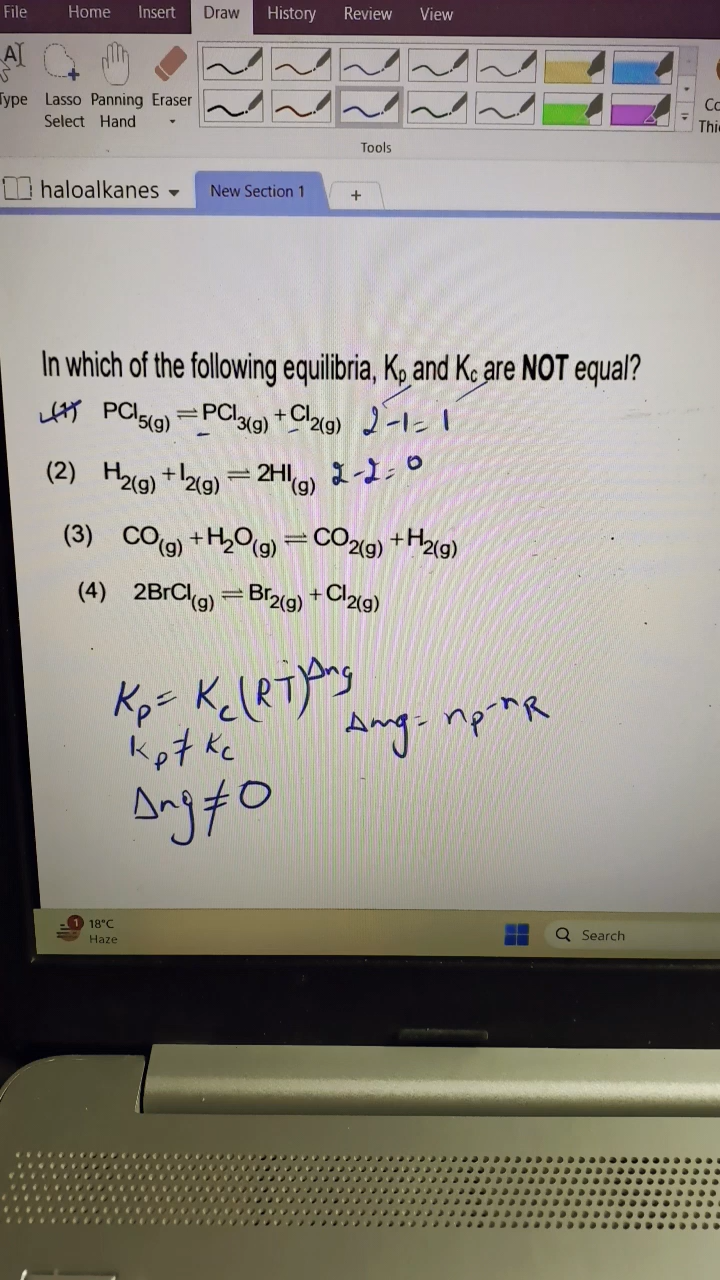 File Home Insert Draw History Review View
Type Lasso Select Panning Hand Eraser
Tools
haloalkanes New Section 1 +
In which of the following equilibria, Kp and Kc are NOT equal?
(1) PCl5(g) ⇌ PCl3(g) + Cl2(g) 2-1=1
(2) H2(g) + I2(g) ⇌ 2HI(g) 2-2=0
(3) CO(g) + H2O(g) ⇌ CO2(g) + H2(g)
(4) 2BrCl(g) ⇌ Br2(g) + Cl2(g)
Kp = Kc(RT)^Δng
Δng = nP-nR
Kp ≠ Kc
Δng ≠ 0
1 18°C
Haze
Search